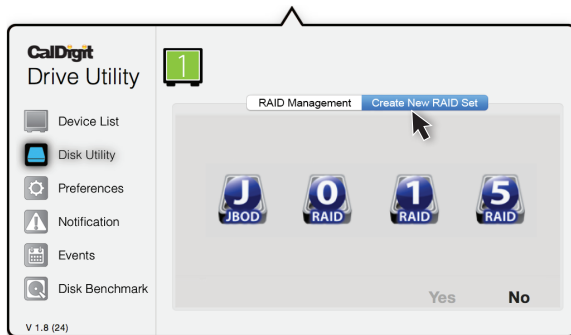 CalDigit
Drive Utility
Device List
Disk Utility
Preferences
Notification
Events
Disk Benchmark
V 1.8 (24)
1
RAID Management
Create New RAID Set
J
JBOD
0
RAID
1
RAID
5
RAID
Yes
No